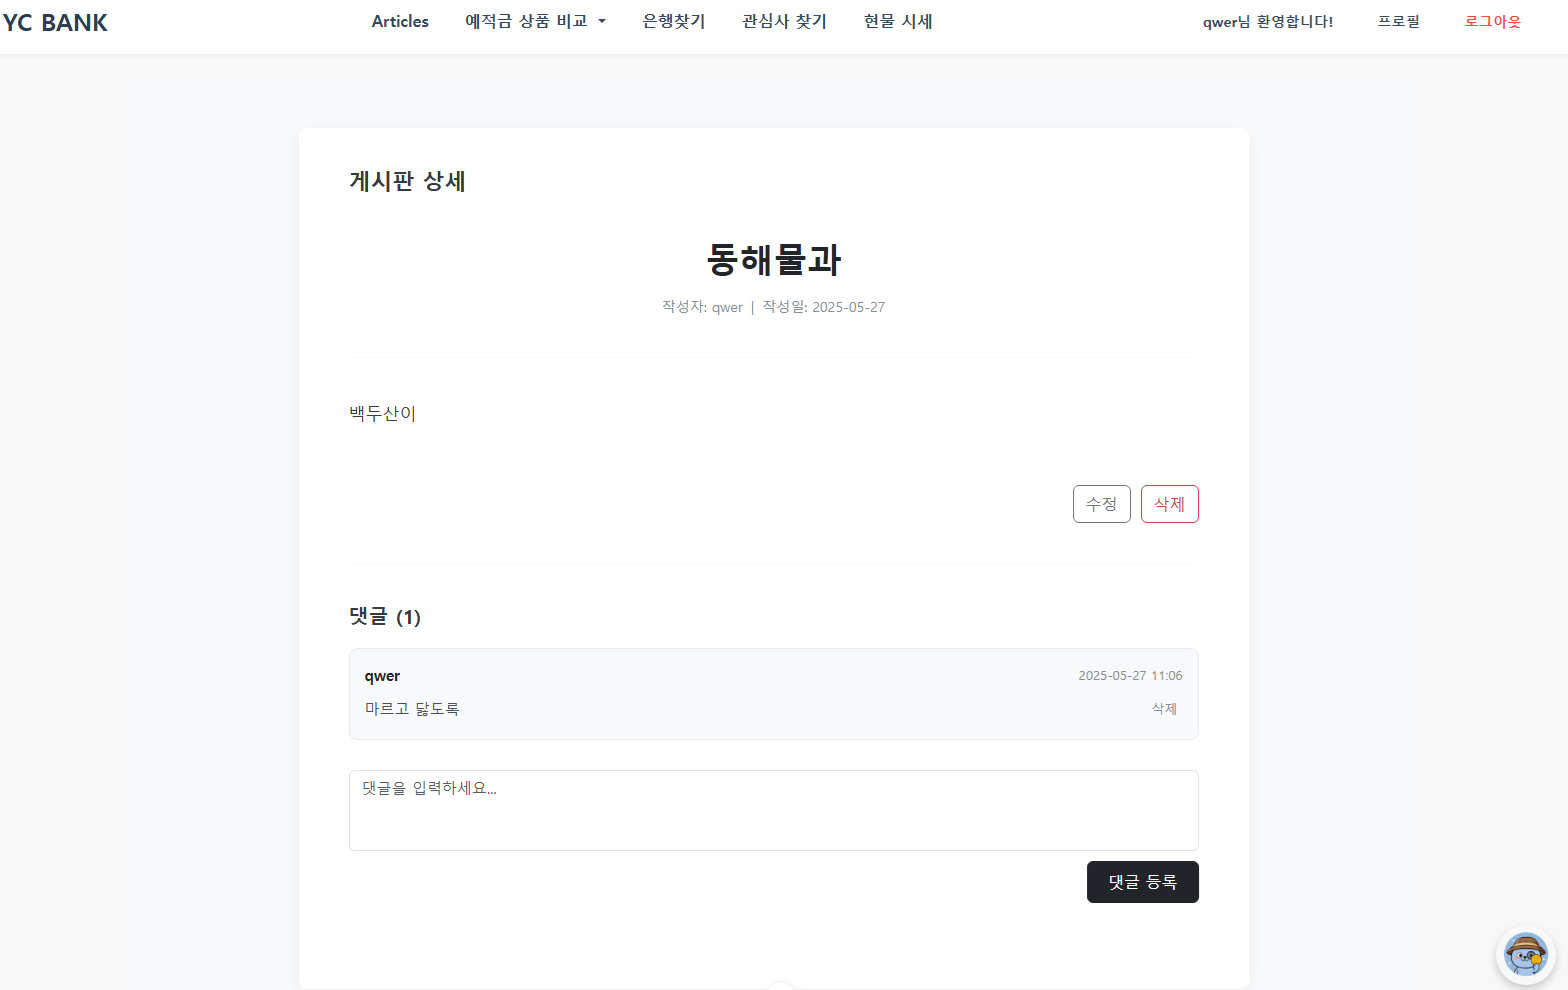 YC BANK
Articles
예적금 상품 비교
은행찾기
관심사 찾기
현물 시세
qwer님 환영합니다!
프로필
로그아웃
게시판 상세
동해물과
작성자: qwer | 작성일: 2025-05-27
백두산이
수정
삭제
댓글 (1)
qwer
2025-05-27 11:06
마르고 닳도록
삭제
댓글을 입력하세요...
댓글 등록